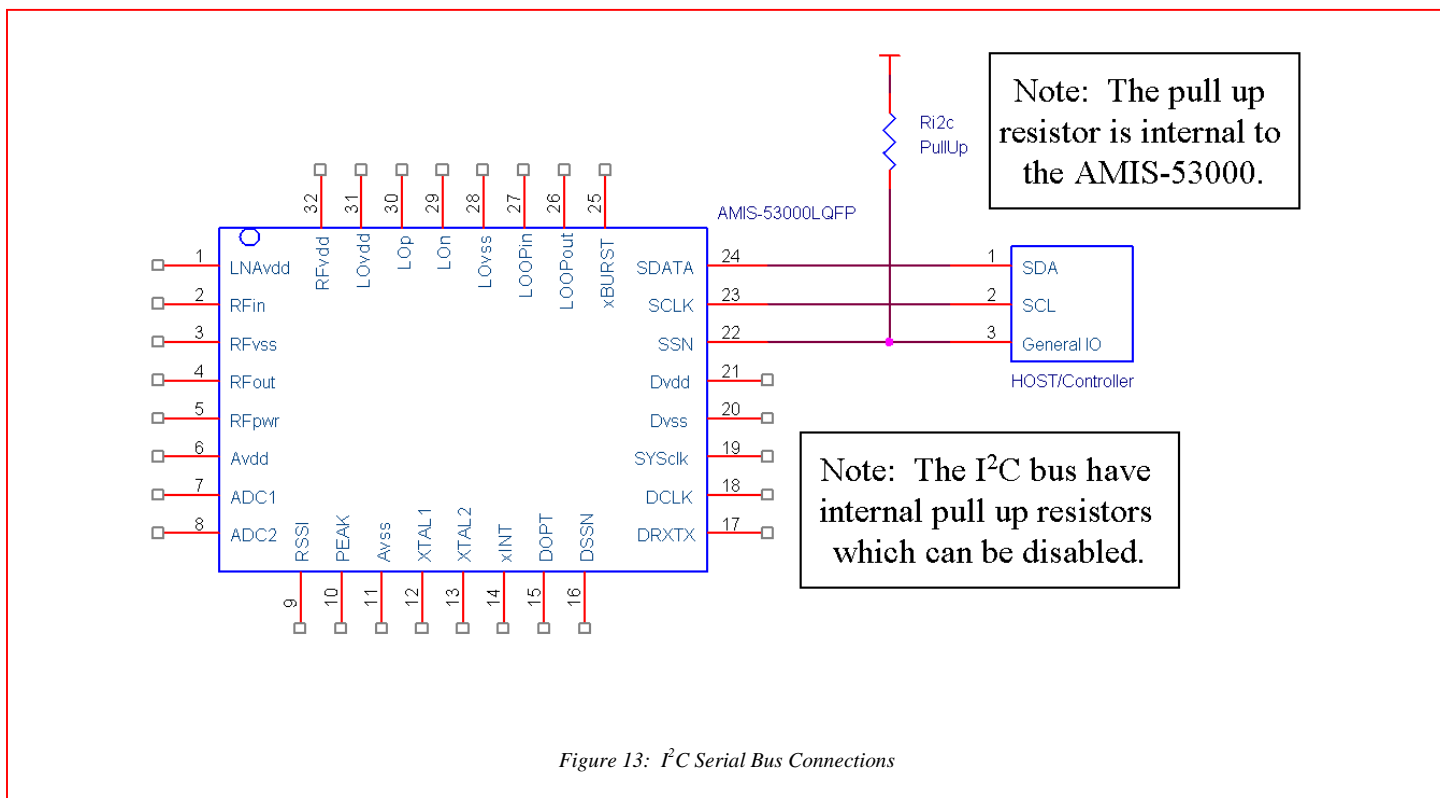 Note: The pull up
resistor is internal to
the AMIS-53000.
Ri2c
PullUp
AMIS-53000LQFP
32
31
30
29
28
27
26
25
RFvdd
LOvdd
LOp
LOn
LOvss
LOOPin
LOOPout
xBURST
1 LNAvdd
2 RFin
3 RFvss
4 RFout
5 RFpwr
6 Avdd
7 ADC1
8 ADC2
SDATA 24
SCLK 23
SSN 22
Dvdd 21
Dvss 20
SYSclk 19
DCLK 18
DRXTX 17
1 SDA
2 SCL
3 General IO
HOST/Controller
RSSI
PEAK
Avss
XTAL1
XTAL2
xINT
DOPT
DSSN
9
10
11
12
13
14
15
16
Note: The I²C bus have
internal pull up resistors
which can be disabled.
Figure 13: I²C Serial Bus Connections